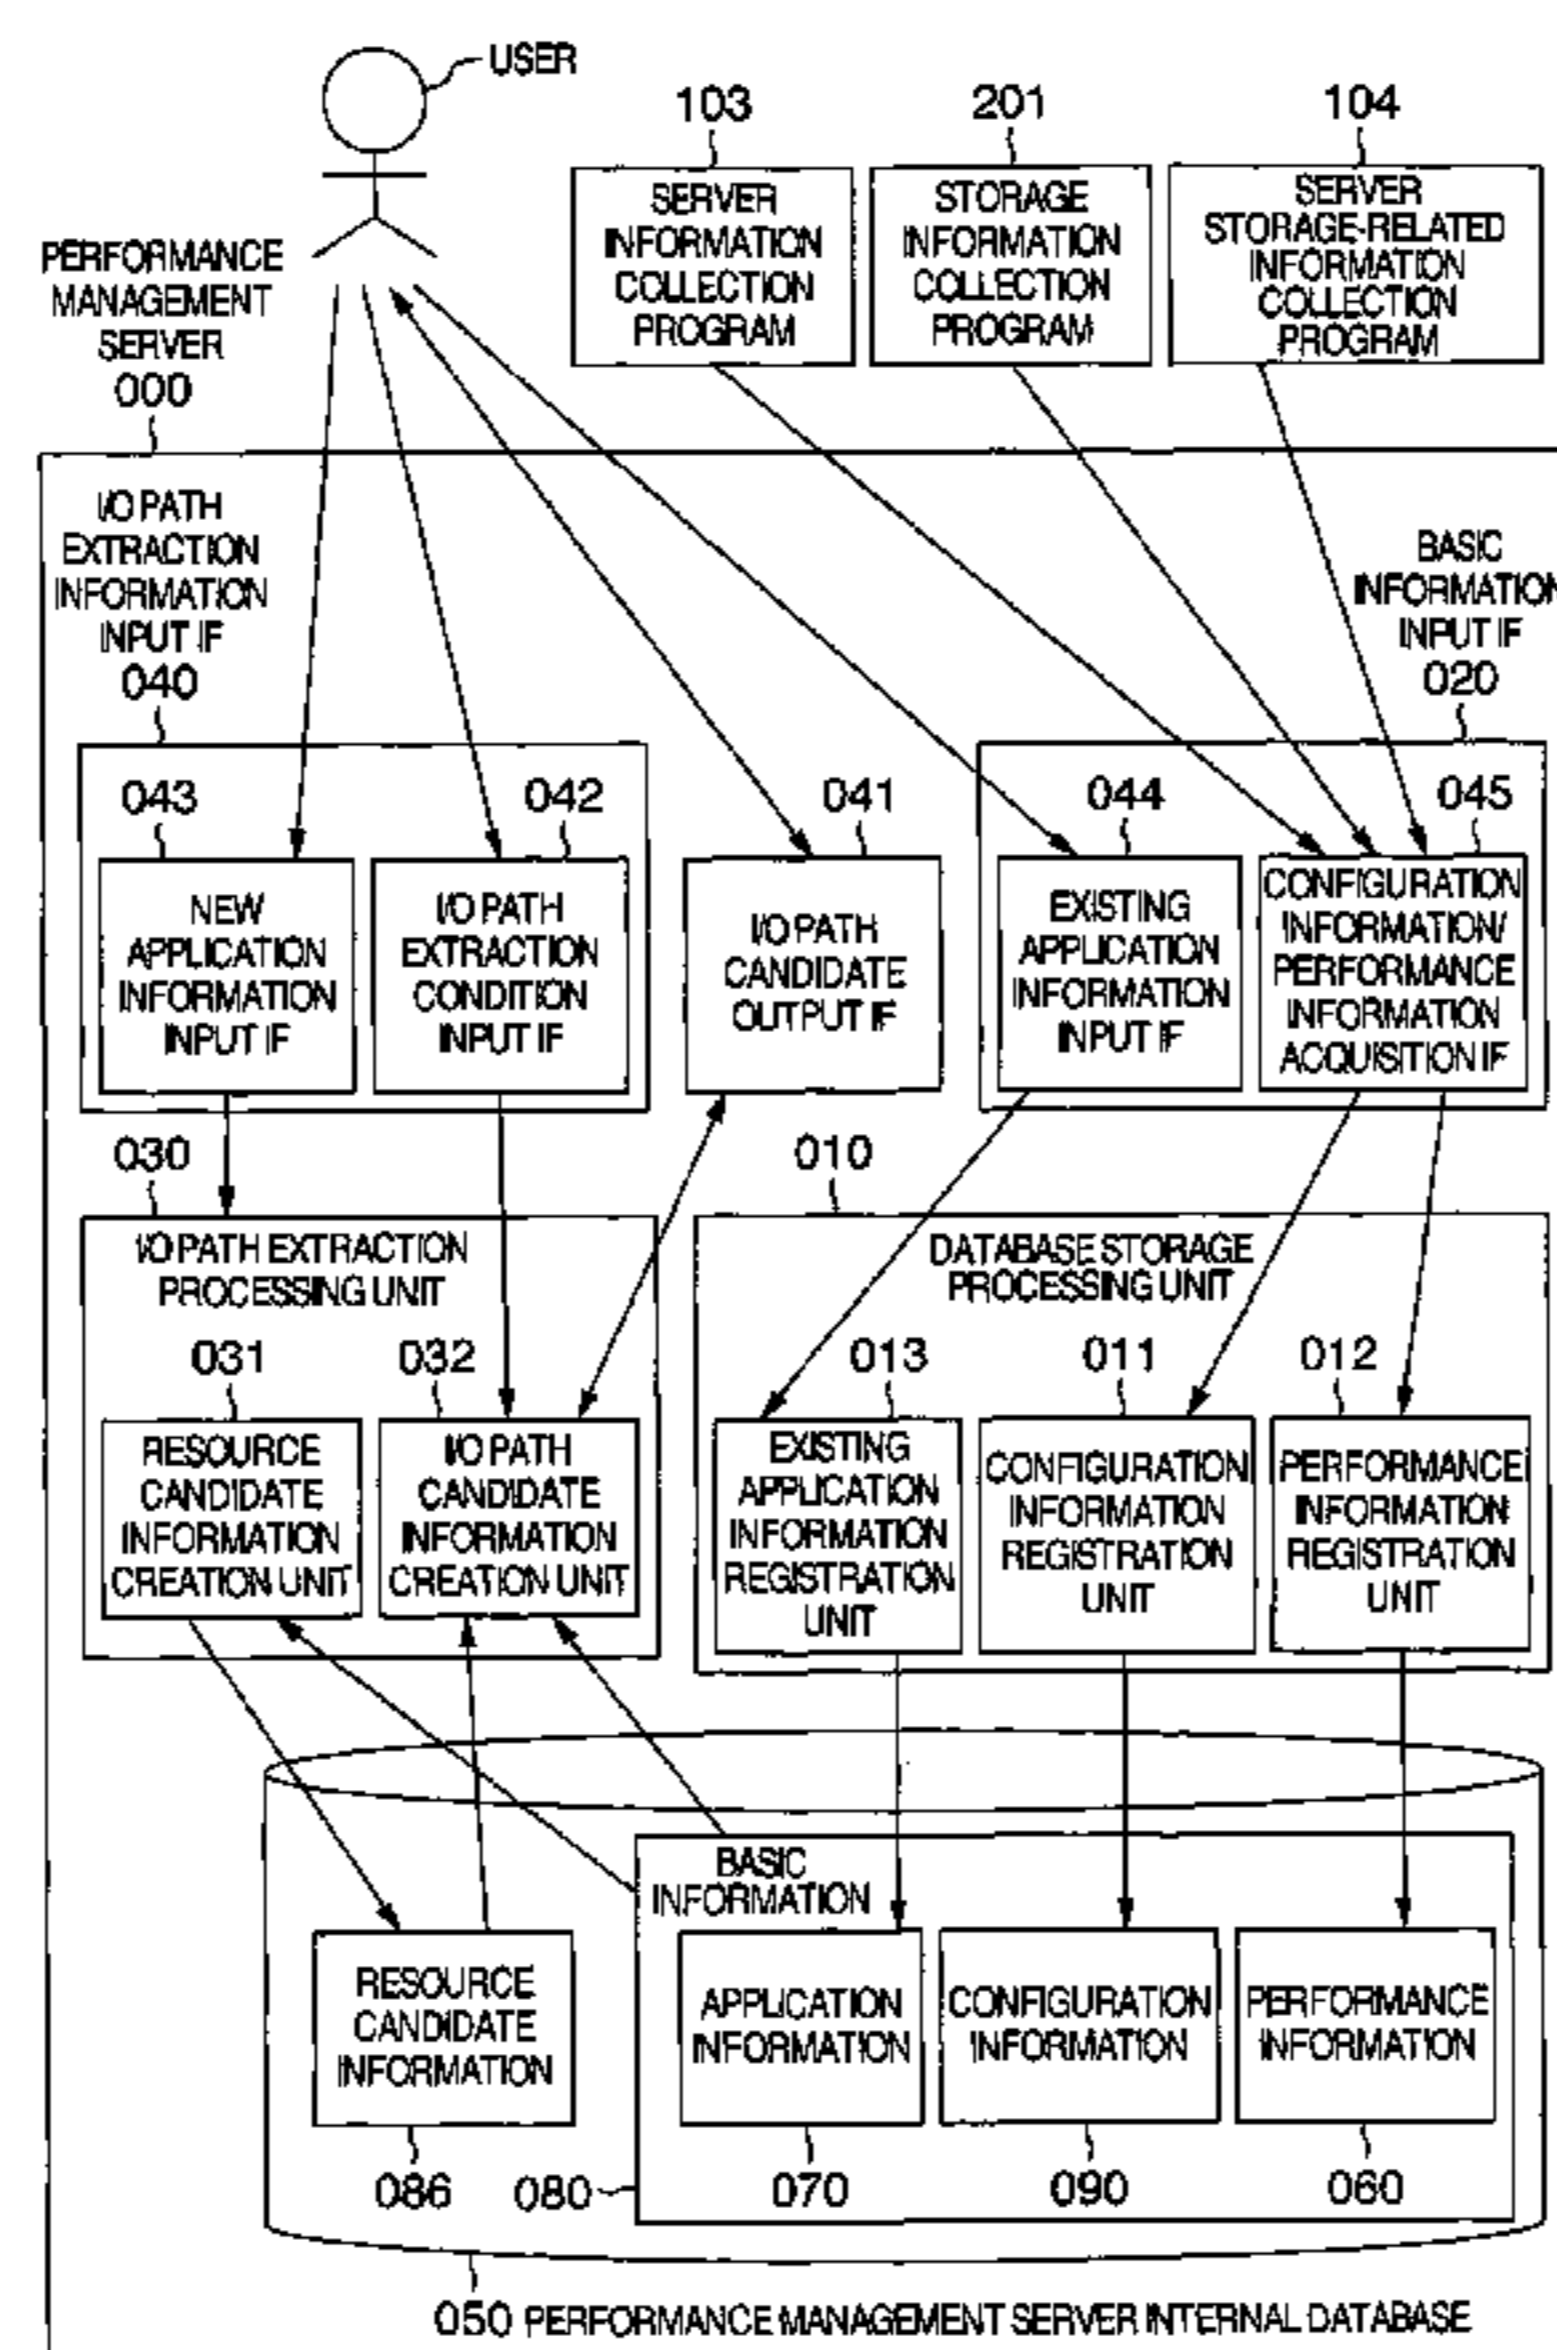 USER
103
201
104
SERVER
INFORMATION
COLLECTION
PROGRAM
STORAGE
INFORMATION
COLLECTION
PROGRAM
SERVER
STORAGE-RELATED
INFORMATION
COLLECTION
PROGRAM
PERFORMANCE
MANAGEMENT
SERVER
000
I/O PATH
EXTRACTION
INFORMATION
INPUT IF
040
BASIC
INFORMATION
INPUT IF
020
043
042
041
044
045
NEW
APPLICATION
INFORMATION
INPUT IF
I/O PATH
EXTRACTION
CONDITION
INPUT IF
I/O PATH
CANDIDATE
OUTPUT IF
EXISTING
APPLICATION
INFORMATION
INPUT IF
CONFIGURATION
INFORMATION/
PERFORMANCE
INFORMATION
ACQUISITION IF
030
010
I/O PATH EXTRACTION
PROCESSING UNIT
DATABASE STORAGE
PROCESSING UNIT
031
032
013
011
012
RESOURCE
CANDIDATE
INFORMATION
CREATION UNIT
I/O PATH
CANDIDATE
INFORMATION
CREATION UNIT
EXISTING
APPLICATION
INFORMATION
REGISTRATION
UNIT
CONFIGURATION
INFORMATION
REGISTRATION
UNIT
PERFORMANCE
INFORMATION
REGISTRATION
UNIT
BASIC
INFORMATION
RESOURCE
CANDIDATE
INFORMATION
APPLICATION
INFORMATION
CONFIGURATION
INFORMATION
PERFORMANCE
INFORMATION
086
080
070
090
060
050 PERFORMANCE MANAGEMENT SERVER INTERNAL DATABASE